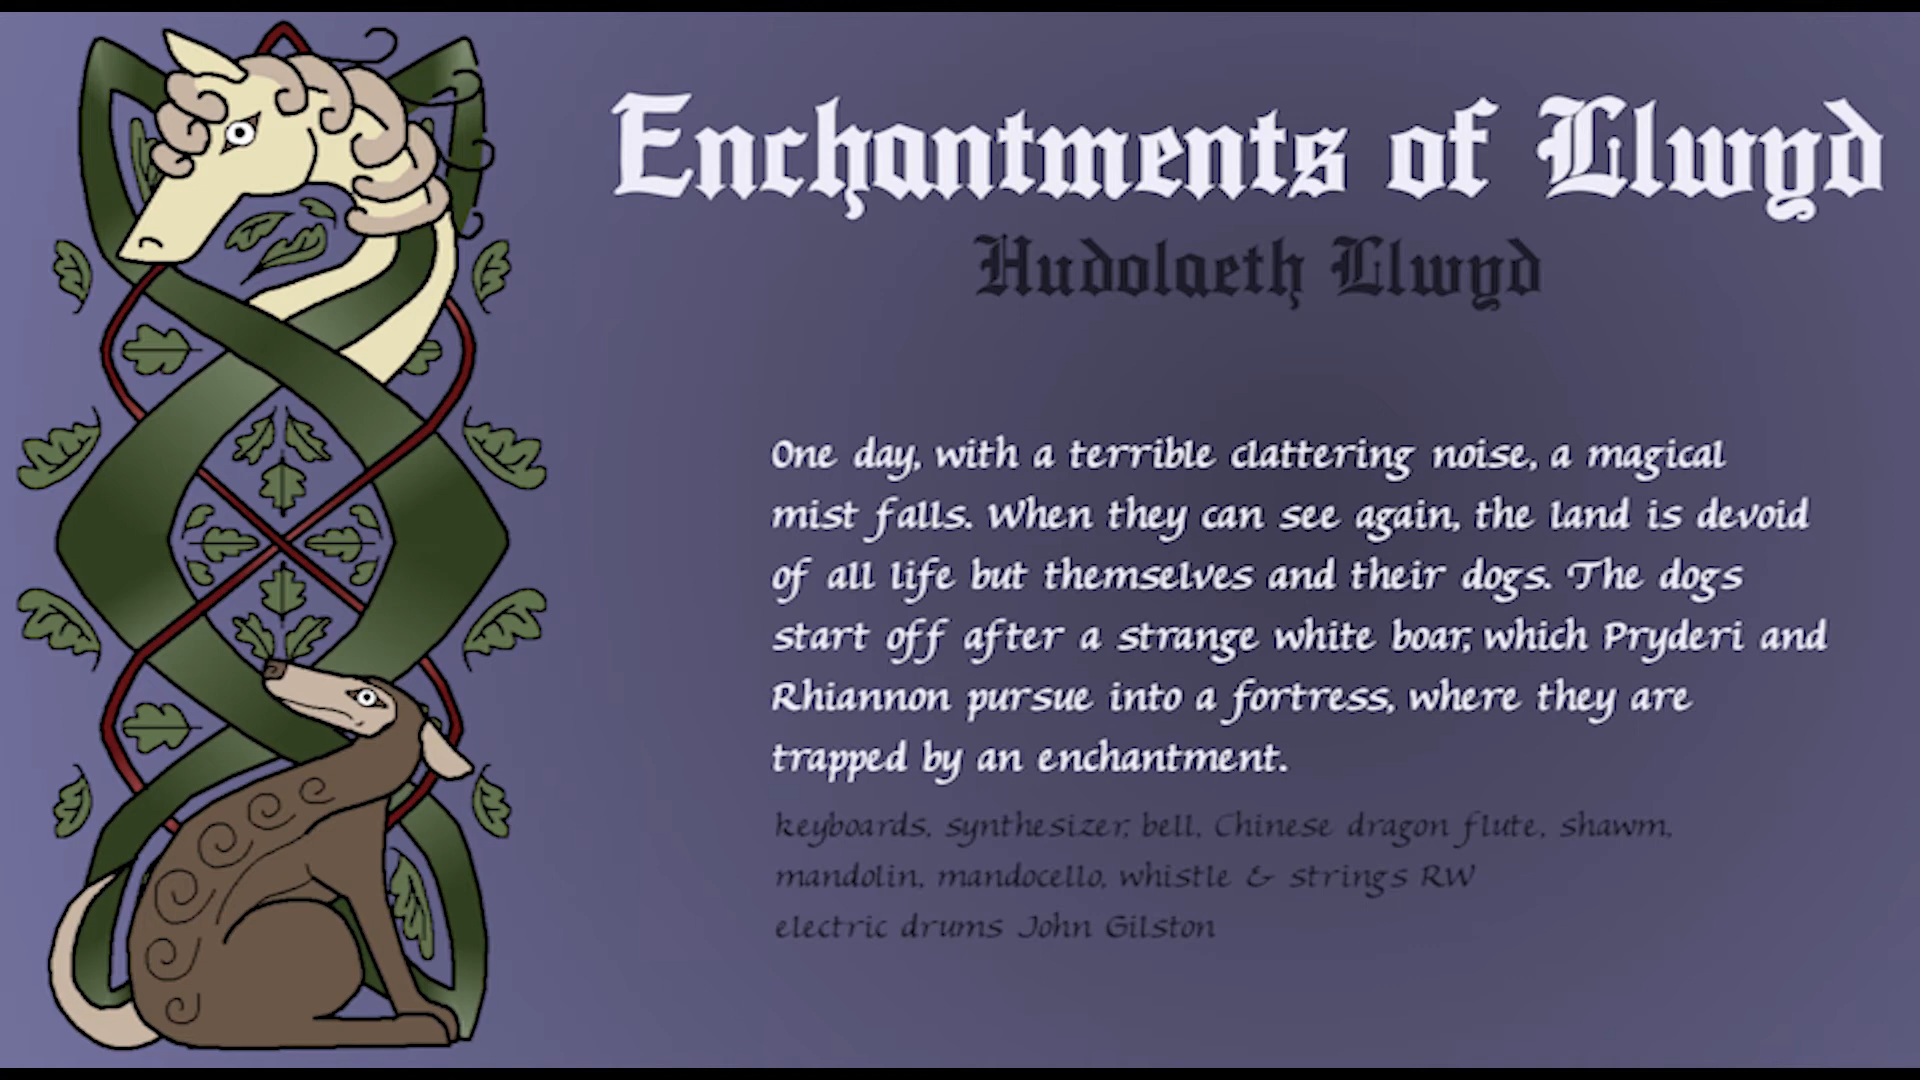 Enchantments of Llwyd
Hudolaeth Llwyd
One day, with a terrible clattering noise, a magical
mist falls. When they can see again, the land is devoid
of all life but themselves and their dogs. The dogs
start off after a strange white boar, which Pryderi and
Rhiannon pursue into a fortress, where they are
trapped by an enchantment.
keyboards, synthesizer, bell, Chinese dragon flute, shawm,
mandolin, mandocello, whistle & strings RW
electric drums John Gilston